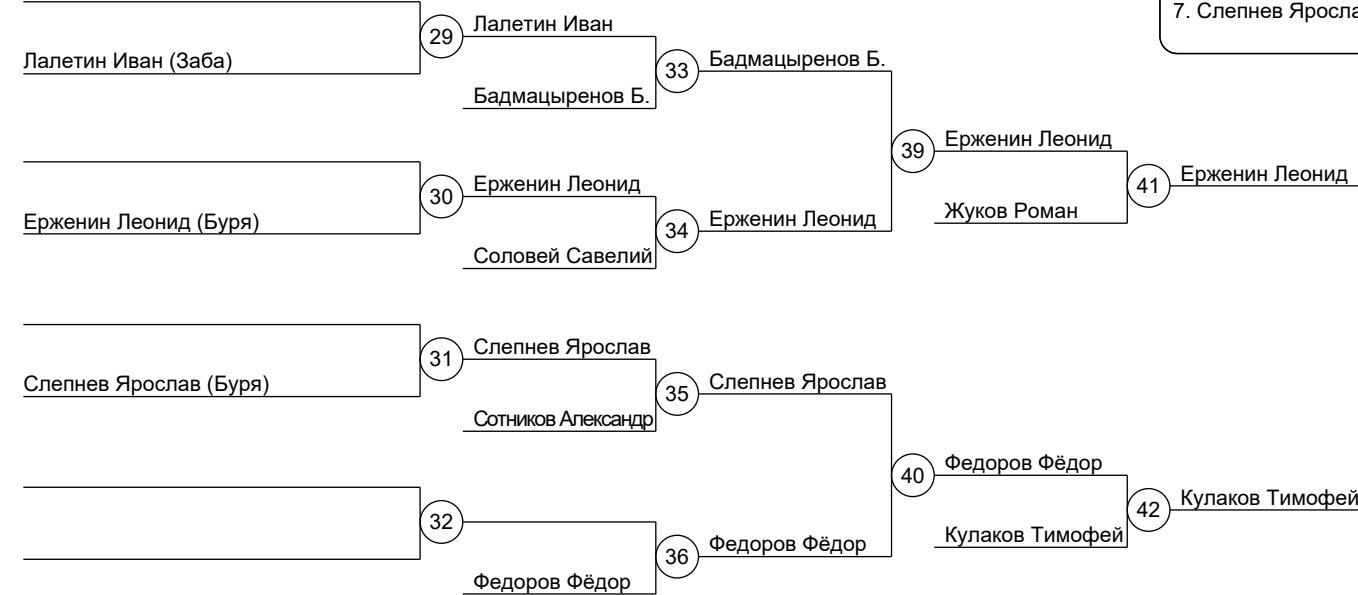 7. Слепнев
Лалетин Иван
29
Лалетин Иван (Заба)
Бадмацыренов Б.
33
Бадмацыренов Б.
39
Ерженин Леонид
Ерженин Леонид
30
Ерженин Леонид (Буря)
Соловей Савелий
34
Ерженин Леонид
Жуков Роман
41
Ерженин Леонид
Слепнев Ярослав
31
Слепнев Ярослав (Буря)
Сотников Александр
35
Слепнев Ярослав
40
Федоров Фёдор
32
Федоров Фёдор
36
Федоров Фёдор
Кулаков Тимофей
42
Кулаков Тимофей